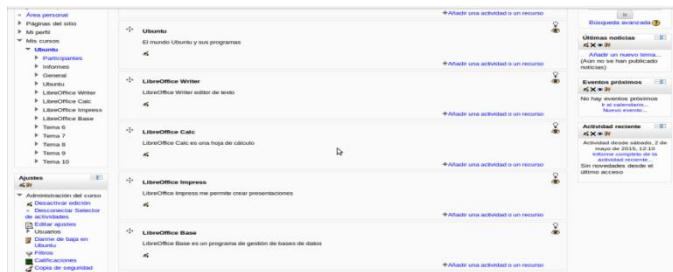 Área personal
Páginas del sitio
Mi perfil
Mis cursos
Ubuntu
Participantes
Informes
General
Ubuntu
LibreOffice Writer
LibreOffice Calc
LibreOffice Impress
LibreOffice Base
Tema 6
Tema 7
Tema 8
Tema 9
Tema 10
Ajustes
Administración del curso
Desactivar edición
Desconectar Selector
de actividades
Editar ajustes
Usuarios
Darme de baja en
Ubuntu
Filtros
Calificaciones
Copia de seguridad
Añadir una actividad o un recurso
Ubuntu
El mundo Ubuntu y sus programas
Añadir una actividad o un recurso
LibreOffice Writer
LibreOffice Writer editor de texto
Añadir una actividad o un recurso
LibreOffice Calc
LibreOffice Calc es una hoja de cálculo
Añadir una actividad o un recurso
LibreOffice Impress
LibreOffice Impress me permite crear presentaciones
Añadir una actividad o un recurso
LibreOffice Base
LibreOffice Base es un programa de gestión de bases de datos
Añadir una actividad o un recurso
Ir
Búsqueda avanzada
Últimas noticias
Añadir un nuevo tema...
(Aún no se han publicado
noticias)
Eventos próximos
No hay eventos próximos
Ir al calendario...
Nuevo evento...
Actividad reciente
Actividad desde sábado, 2 de
mayo de 2015, 12:10
Informe completo de la
actividad reciente...
Sin novedades desde el
último acceso